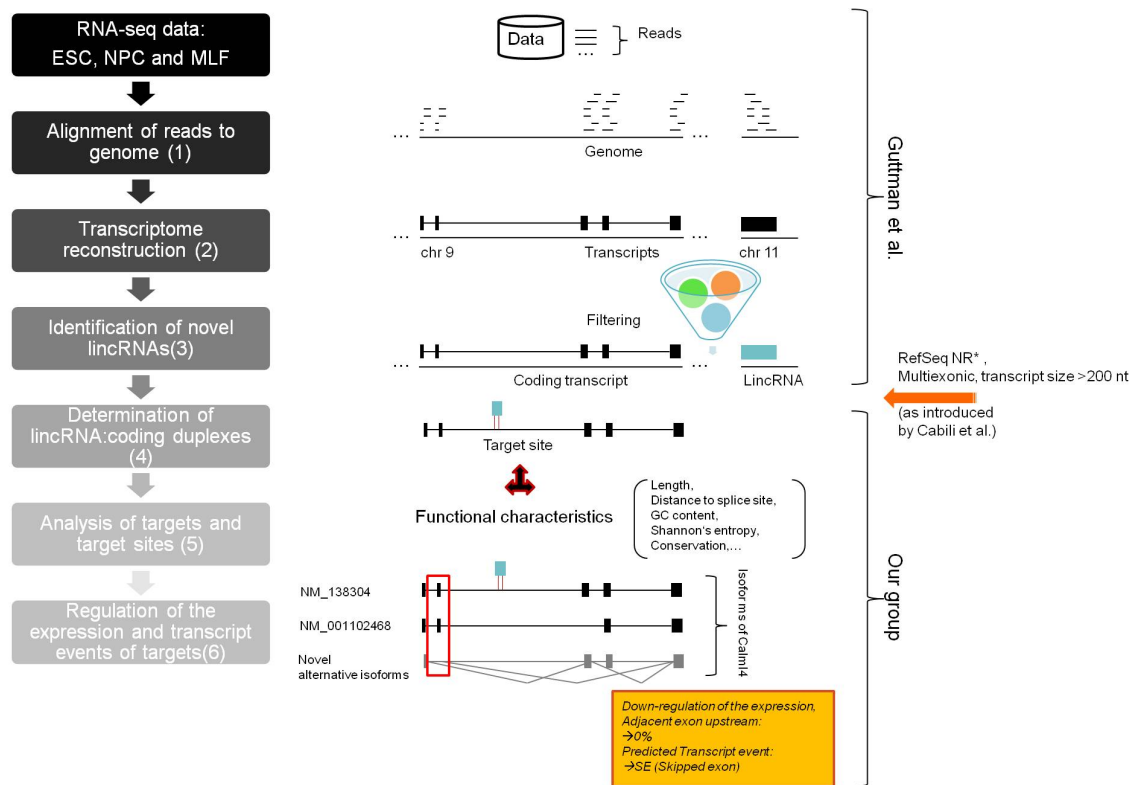 RNA-seq data:
ESC, NPC and MLF
Alignment of reads to
genome (1)
Transcriptome
reconstruction (2)
Identification of novel
lincRNAs(3)
Determination of
lincRNA:coding duplexes
(4)
Analysis of targets and
target sites (5)
Regulation of the
expression and transcript
events of targets(6)
Data
...
Reads
...
...
Genome
...
...
chr 9
Transcripts
chr 11
Filtering
...
...
Coding transcript
LincRNA
Target site
Functional characteristics
Length,
Distance to splice site,
GC content,
Shannon's entropy,
Conservation,...
NM_138304
NM_001102468
Novel
alternative isoforms
Isoforms of Calml4
Down-regulation of the expression,
Adjacent exon upstream:
→0%
Predicted Transcript event:
→SE (Skipped exon)
Guttman et al.
RefSeq NR* ,
Multiexonic, transcript size >200 nt
(as introduced
by Cabili et al.)
Our group